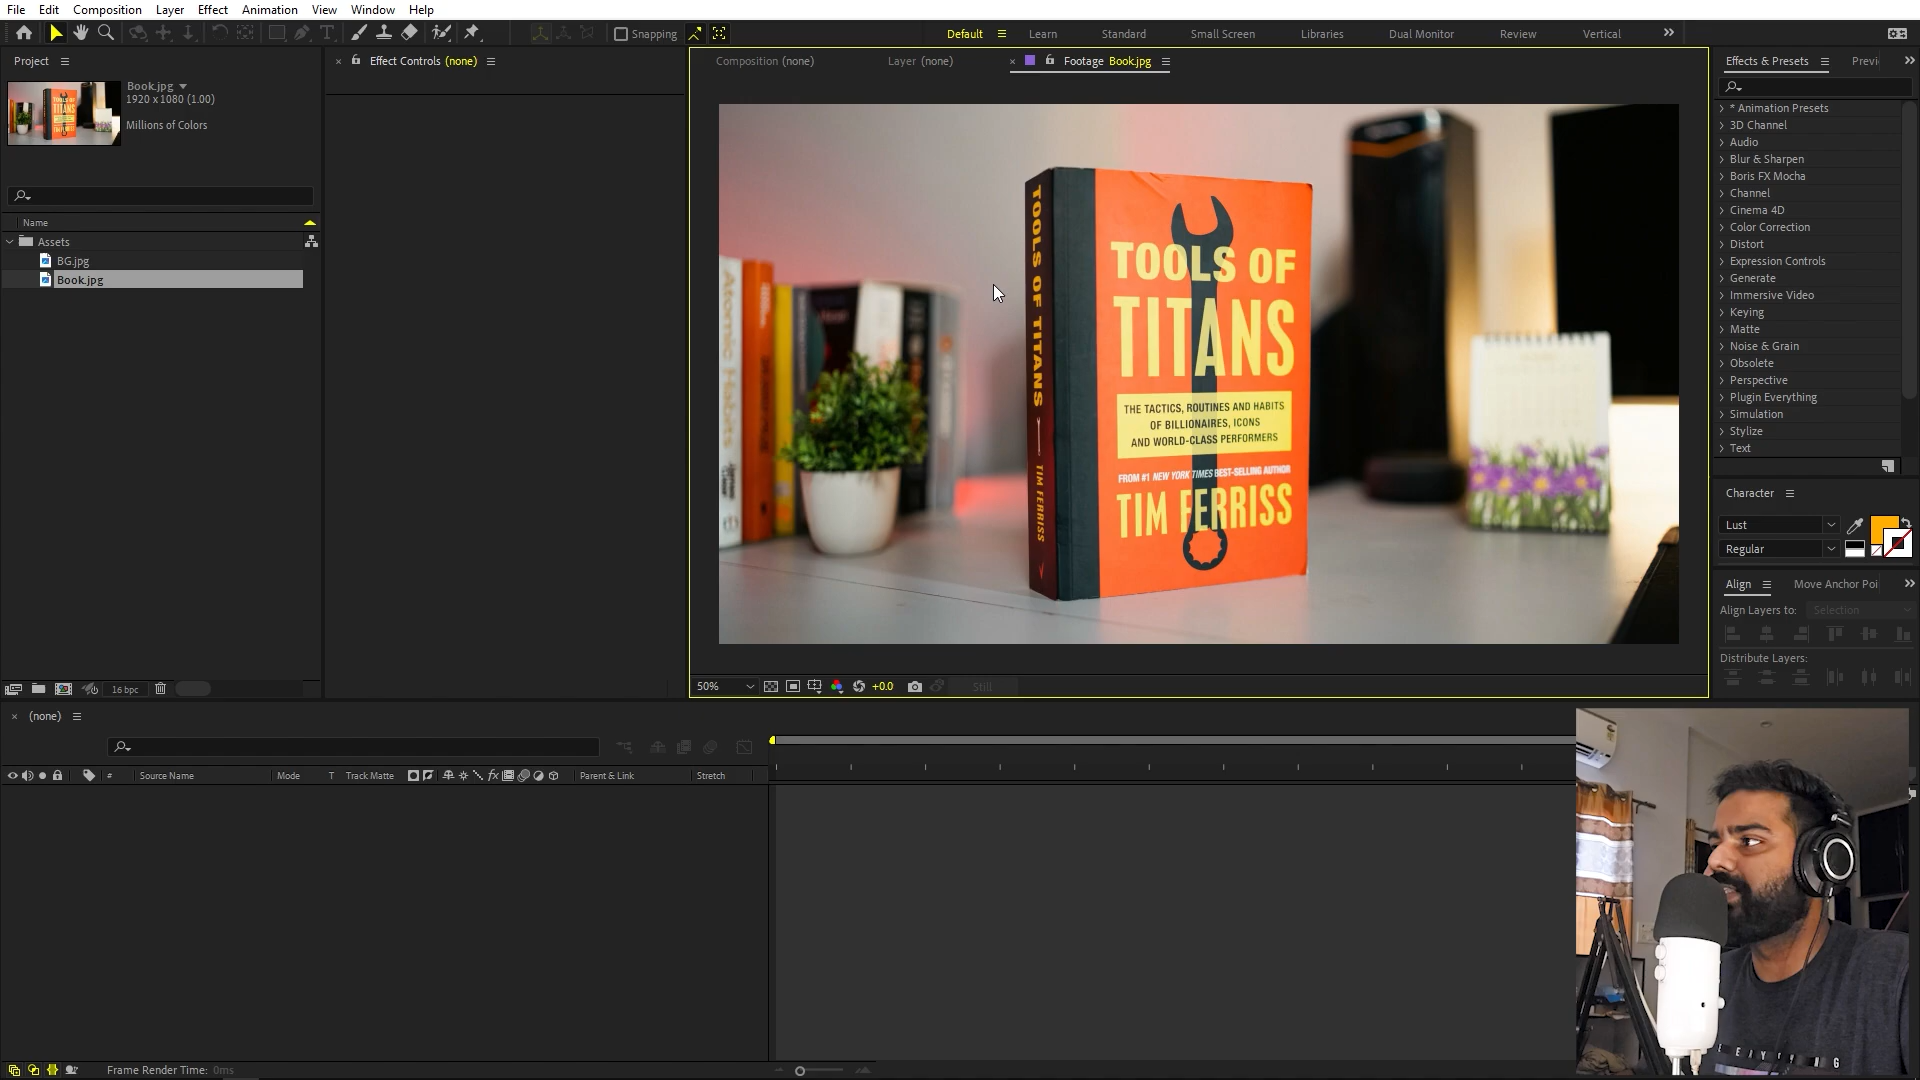 File Edit Composition Layer Effect Animation View Window Help
Snapping
Default Learn Standard Small Screen Libraries Dual Monitor Review Vertical
Project
Book.jpg
1920 x 1080 (1.00)
Millions of Colors
Name
Assets
BG.jpg
Book.jpg
16 bpc
Effect Controls (none)
Composition (none) Layer (none) Footage Book.jpg
Atomic Habits
TOOLS OF TITANS TIM FERRISS
TOOLS OF
TITANS
THE TACTICS, ROUTINES AND HABITS
OF BILLIONAIRES, ICONS
AND WORLD-CLASS PERFORMERS
FROM #1 NEW YORK TIMES BEST-SELLING AUTHOR
TIM FERRISS
50% +0.0 Still
Effects & Presets Previ
* Animation Presets
3D Channel
Audio
Blur & Sharpen
Boris FX Mocha
Channel
Cinema 4D
Color Correction
Distort
Expression Controls
Generate
Immersive Video
Keying
Matte
Noise & Grain
Obsolete
Perspective
Plugin Everything
Simulation
Stylize
Text
Character
Lust
Regular
Align Move Anchor Poi
Align Layers to: Selection
Distribute Layers:
(none)
# Source Name Mode T Track Matte fx Parent & Link Stretch
Frame Render Time: 0ms